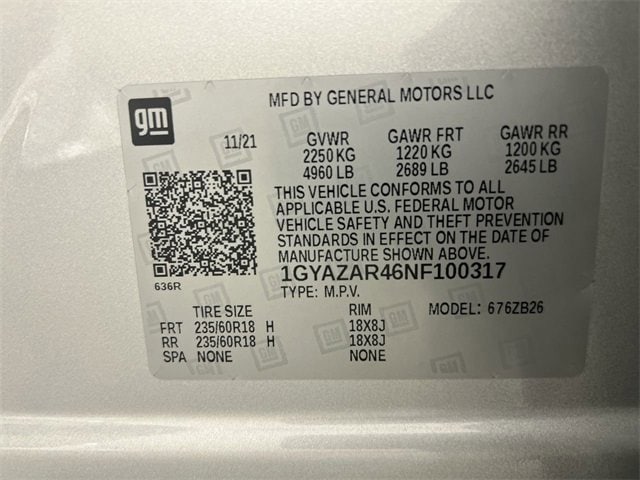 gm
MFD BY GENERAL MOTORS LLC
11/21 GVWR GAWR FRT GAWR RR
2250 KG 1220 KG 1200 KG
4960 LB 2689 LB 2645 LB
THIS VEHICLE CONFORMS TO ALL
APPLICABLE U.S. FEDERAL MOTOR
VEHICLE SAFETY AND THEFT PREVENTION
STANDARDS IN EFFECT ON THE DATE OF
MANUFACTURE SHOWN ABOVE.
636R
1GYAZAR46NF100317
TYPE: M.P.V. MODEL: 676ZB26
TIRE SIZE RIM
FRT 235/60R18 H 18X8J
RR 235/60R18 H 18X8J
SPA NONE NONE